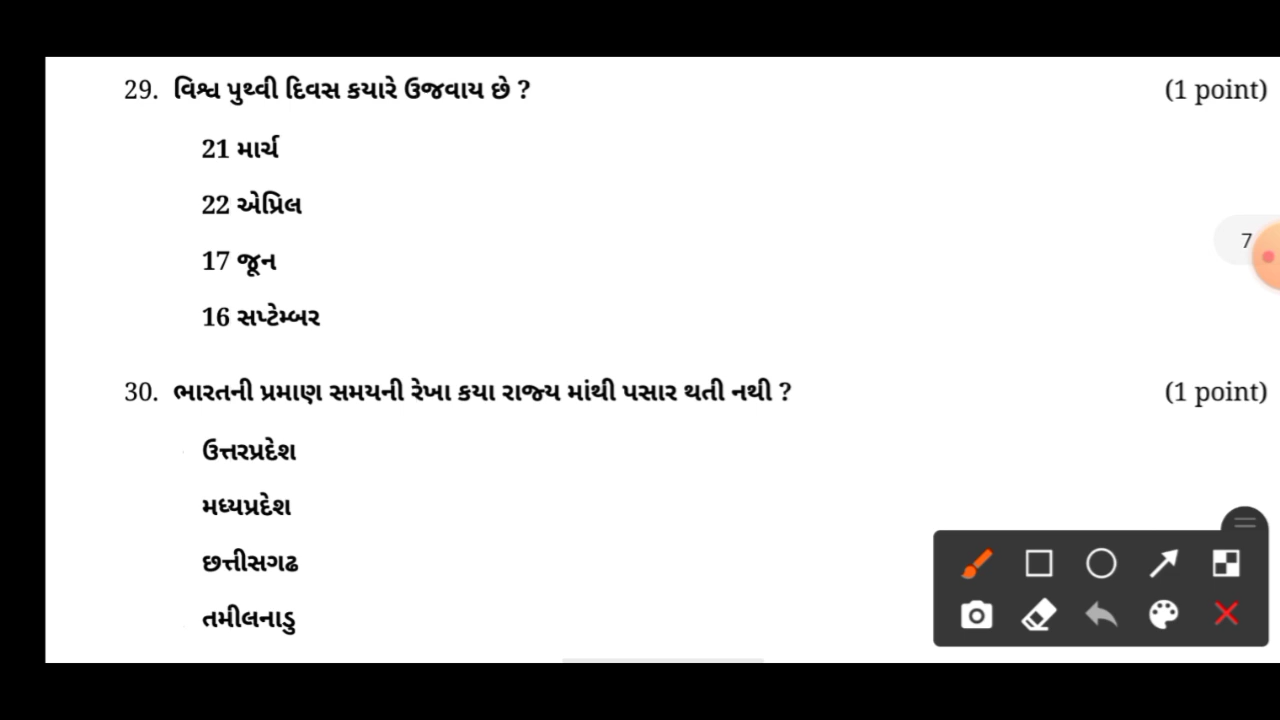 29. વિશ્વ પુથ્વી દિવસ કયારે ઉજવાય છે ? (1 point)
21 માર્ચ
22 એપ્રિલ
17 જૂન
16 સપ્ટેમ્બર
7
30. ભારતની પ્રમાણ સમયની રેખા કયા રાજ્ય માંથી પસાર થતી નથી ? (1 point)
ઉત્તરપ્રદેશ
મધ્યપ્રદેશ
છત્તીસગઢ
તમીલનાડુ